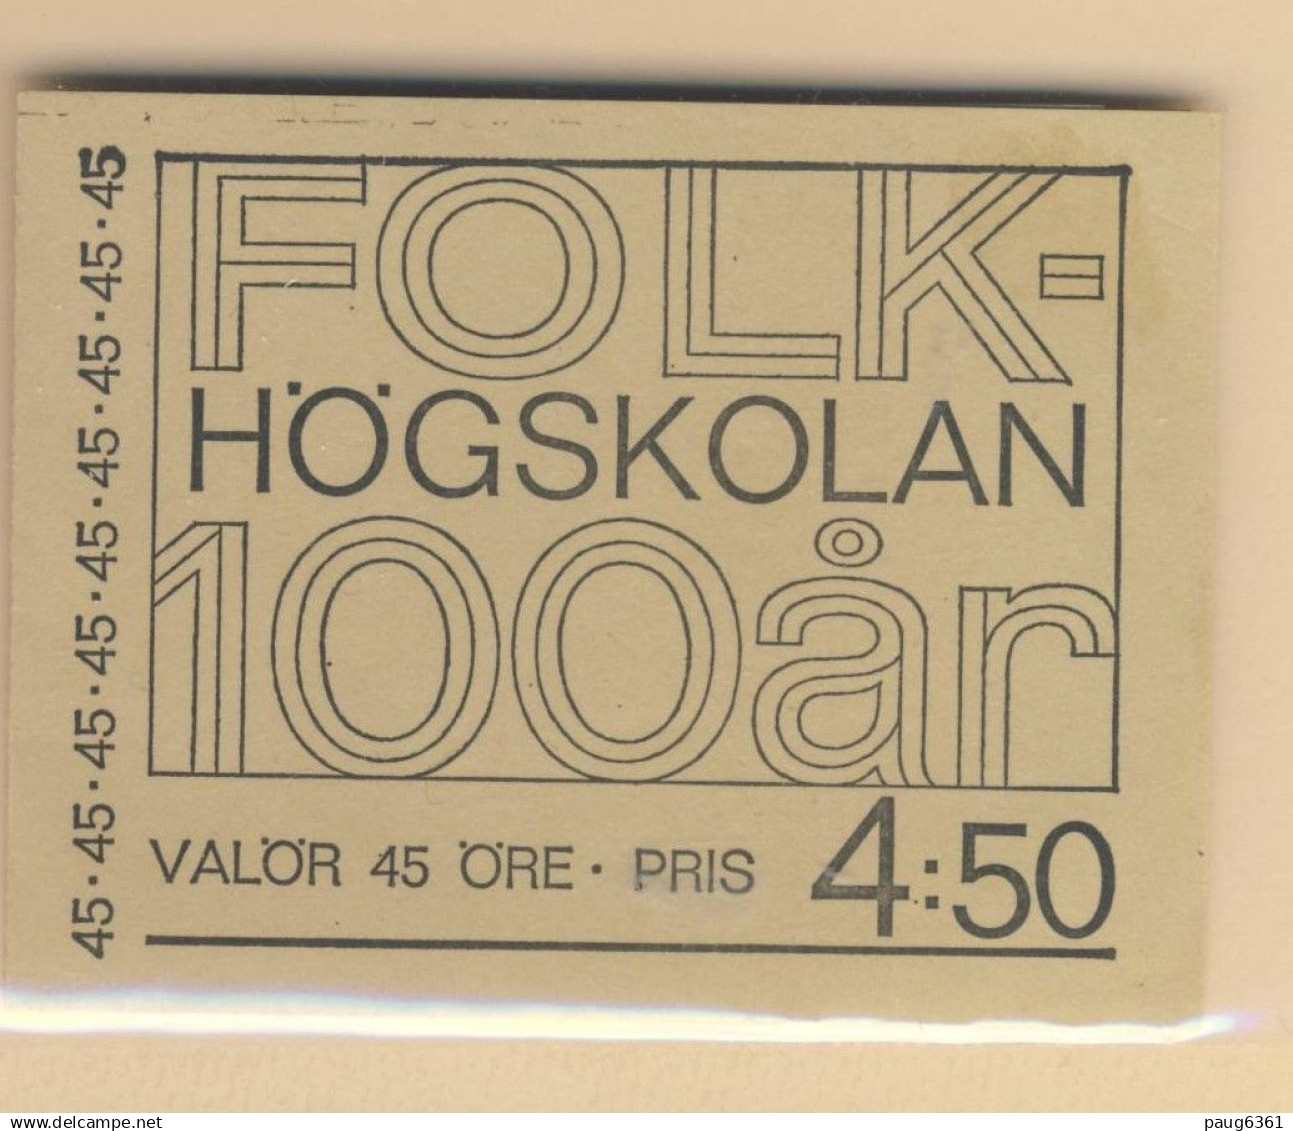 FOLK-
HÖGSKOLAN
100år
VALÖR 45 ÖRE · PRIS 4:50
45·45·45·45·45·45·45·45·45
delcampe.net
paug6361